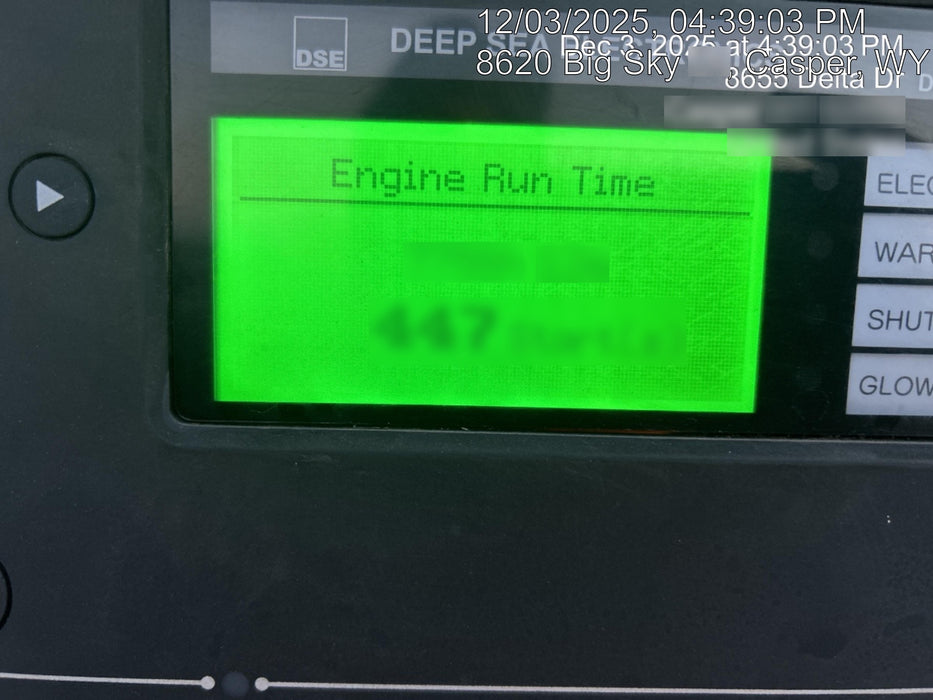 12/03/2025, 04:39:03 PM
Dec 3, 2025 at 4:39:03 PM
8620 Big Sky , Casper, WY
8655 Delta Dr
DSE
DEEP SEA
Engine Run Time
447
ELEC
WAR
SHUT
GLOW